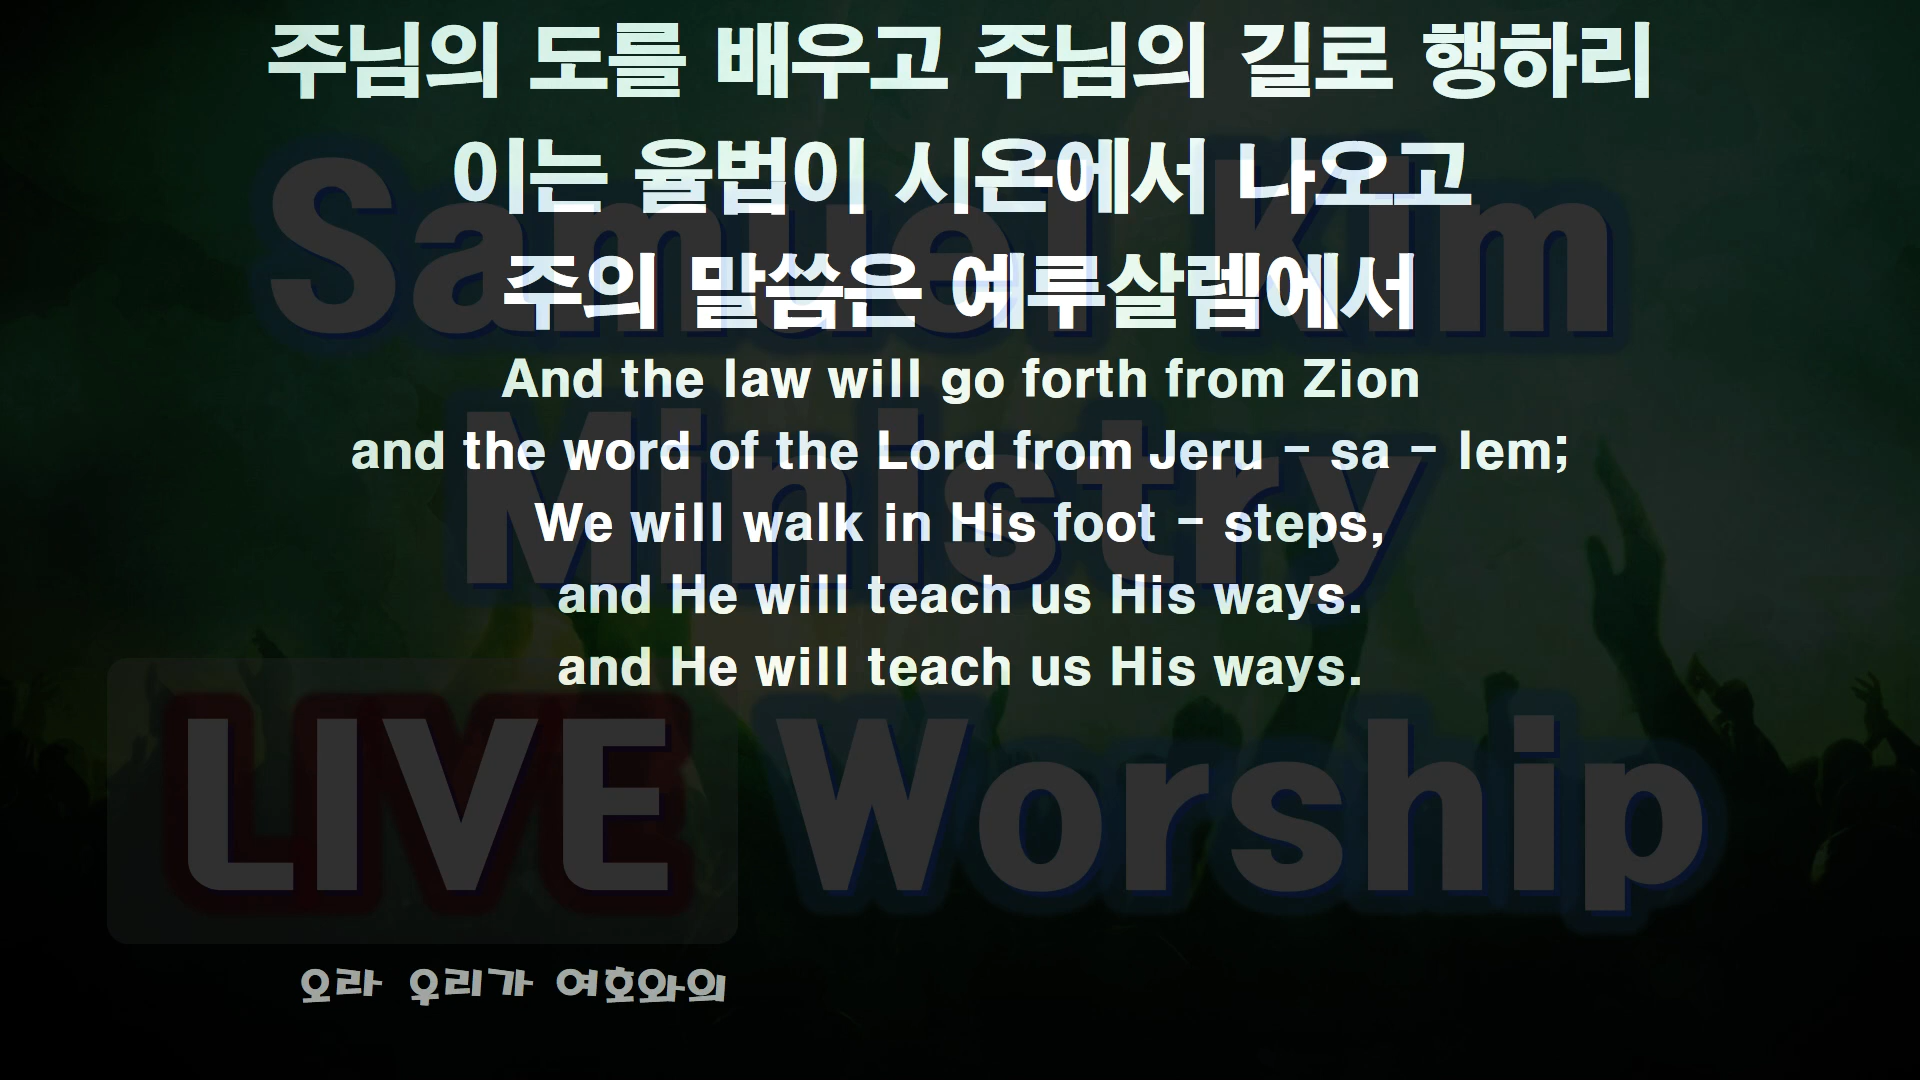 주님의 도를 배우고 주님의 길로 행하리
이는 율법이 시온에서 나오고
주의 말씀은 예루살렘에서
And the law will go forth from Zion
and the word of the Lord from Jeru - sa - lem;
We will walk in His foot - steps,
and He will teach us His ways.
and He will teach us His ways.
Samuel Kim
Ministry
LIVE Worship
오라 우리가 여호와의